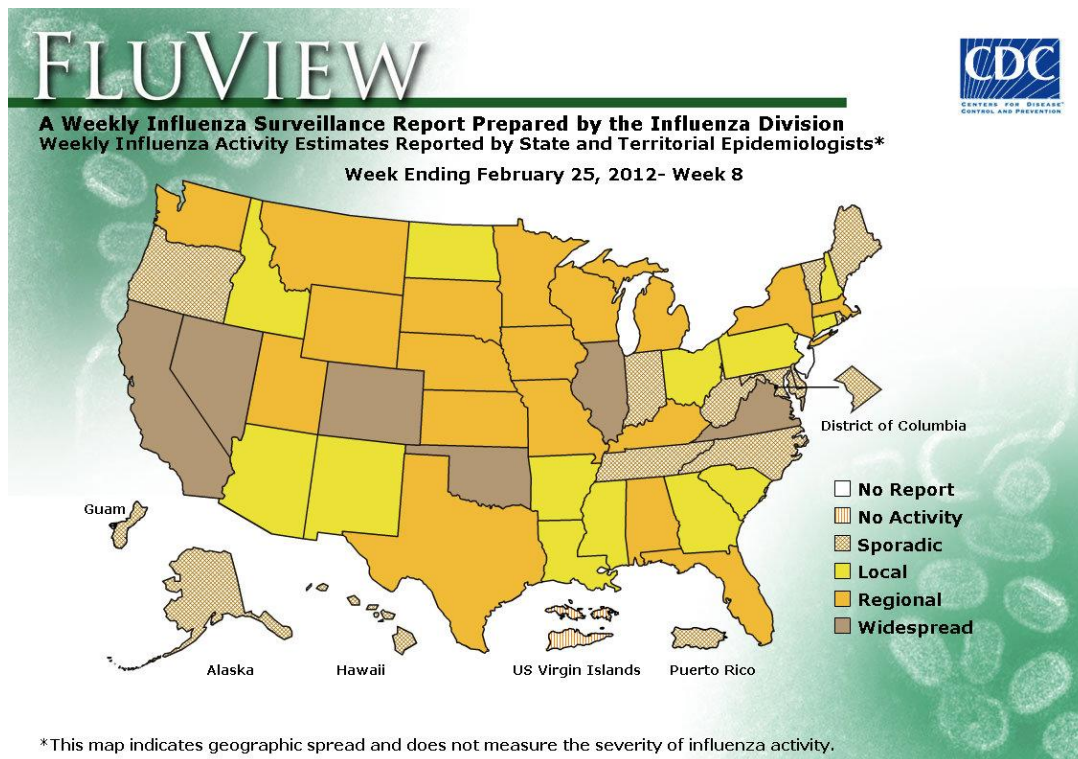 FLUVIEW
CDC
CENTERS FOR DISEASE
CONTROL AND PREVENTION
A Weekly Influenza Surveillance Report Prepared by the Influenza Division
Weekly Influenza Activity Estimates Reported by State and Territorial Epidemiologists*
Week Ending February 25, 2012- Week 8
District of Columbia
No Report
No Activity
Sporadic
Local
Regional
Widespread
Guam
Alaska
Hawaii
US Virgin Islands
Puerto Rico
*This map indicates geographic spread and does not measure the severity of influenza activity.